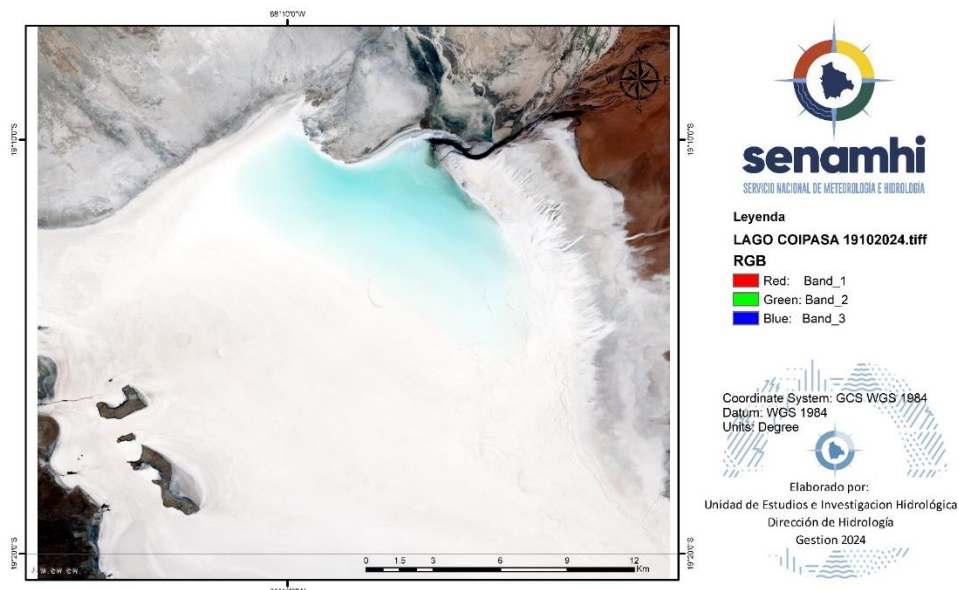 68°10'0"W
19°10'0"S
19°10'0"S
N
W
E
S
19°20'0"S
19°20'0"S
0 1.5 3 6 9 12
Km
senamhi
SERVICIO NACIONAL DE METEOROLOGÍA E HIDROLOGÍA
Leyenda
LAGO COIPASA 19102024.tiff
RGB
Red: Band_1
Green: Band_2
Blue: Band_3
Coordinate System: GCS WGS 1984
Datum: WGS 1984
Units: Degree
Elaborado por:
Unidad de Estudios e Investigacion Hidrológica
Dirección de Hidrología
Gestion 2024